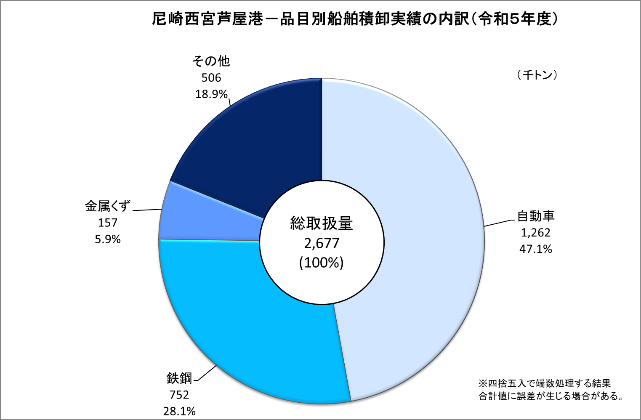 尼崎西宮芦屋港－品目別船舶積卸実績の内訳（令和５年度）
（千トン）
その他
506
18.9%
金属くず
157
5.9%
総取扱量
2,677
(100%)
自動車
1,262
47.1%
鉄鋼
752
28.1%
※四捨五入で端数処理する結果
合計値に誤差が生じる場合がある。